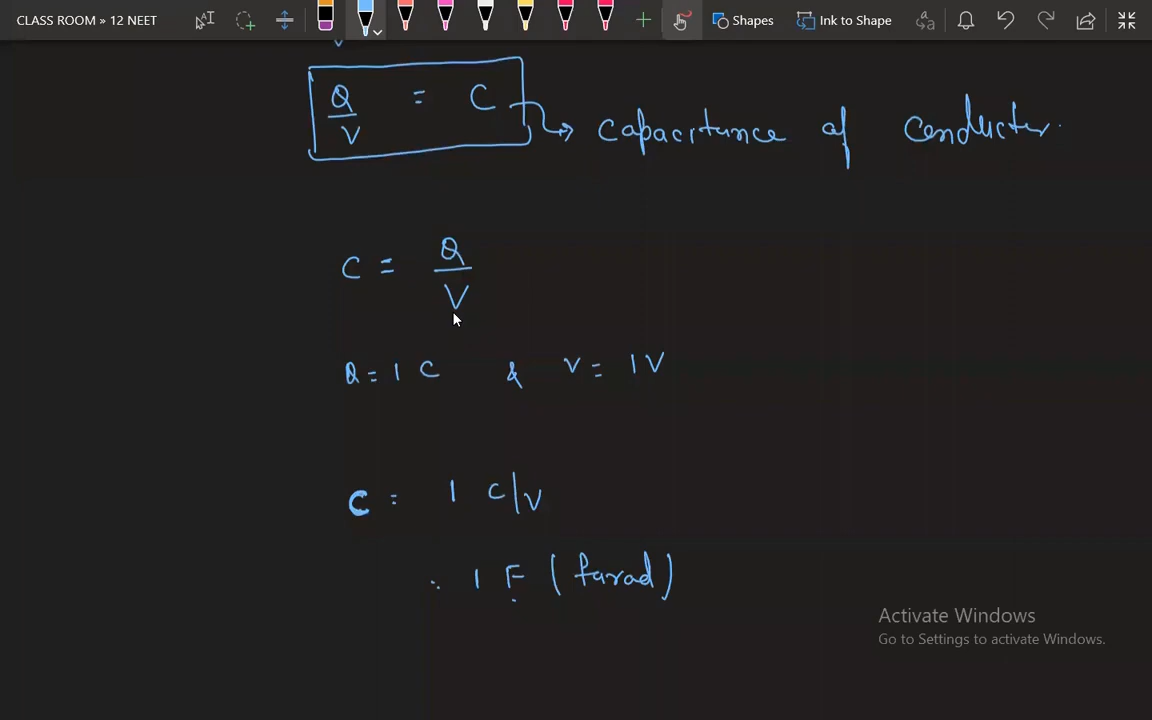 CLASS ROOM » 12 NEET
Shapes
Ink to Shape
Q/V = C → Capacitance of Conductor.
C = Q/V
Q = 1 C & V = 1 V
C = 1 C/V
: 1 F (farad)
Activate Windows
Go to Settings to activate Windows.